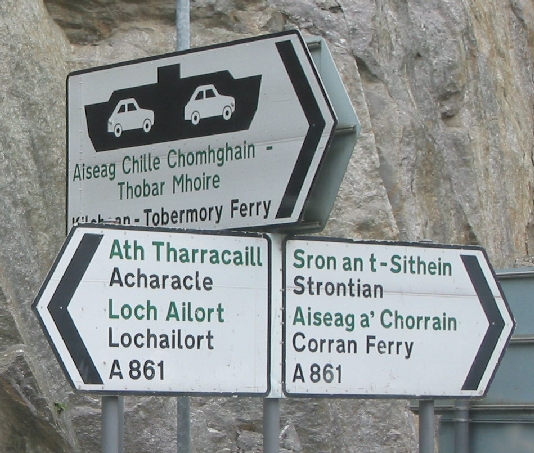 Aiseag Chille Chomhghain -
Thobar Mhoire
- Tobermory Ferry
Ath Tharracaill
Acharacle
Loch Ailort
Lochailort
A 861
Sron an t-Sithein
Strontian
Aiseag a' Chorrain
Corran Ferry
A 861